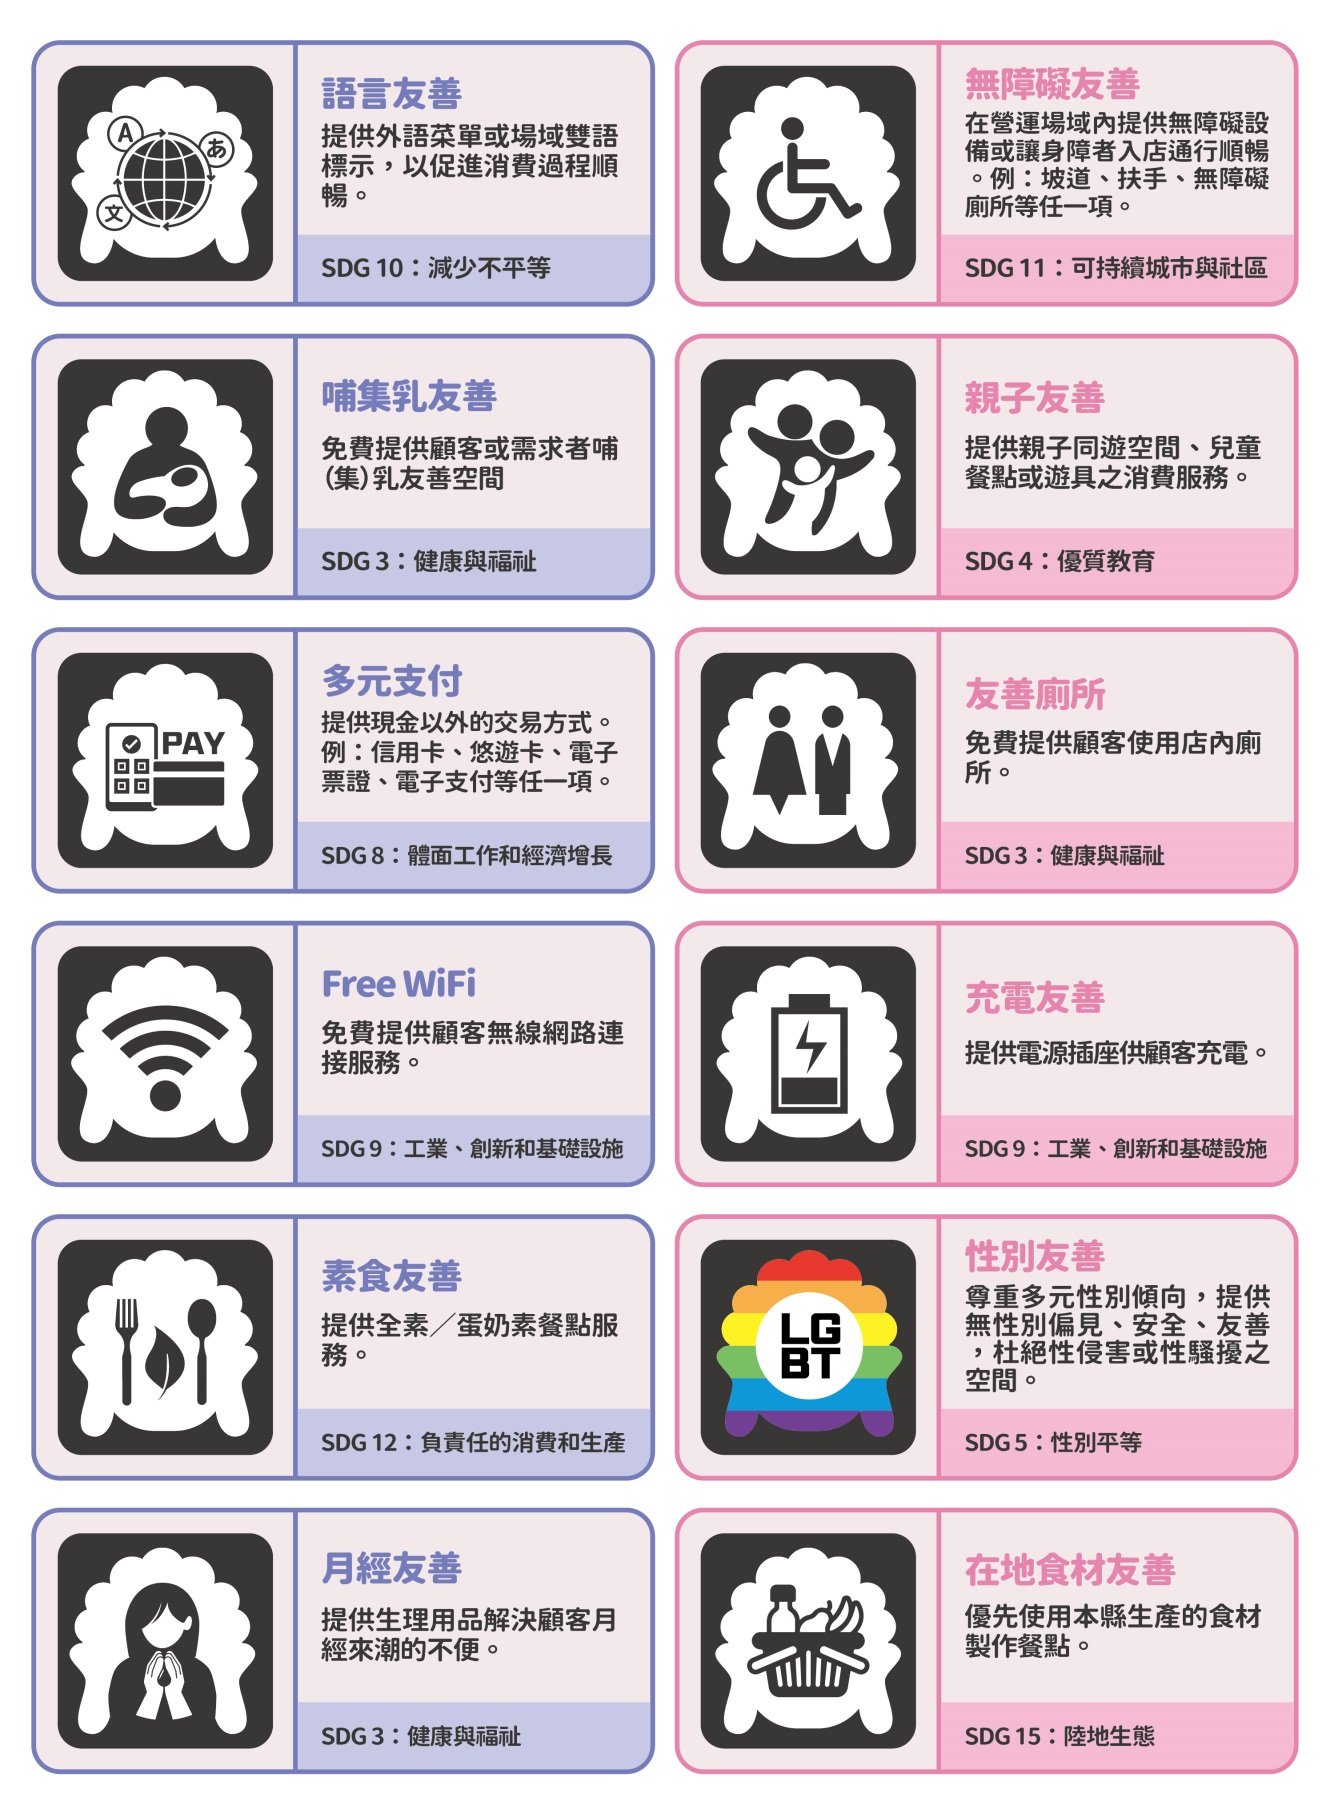 A
あ
文
語言友善
提供外語菜單或場域雙語
標示，以促進消費過程順
暢。
SDG 10：減少不平等
無障礙友善
在營運場域內提供無障礙設
備或讓身障者入店通行順暢
。例：坡道、扶手、無障礙
廁所等任一項。
SDG 11：可持續城市與社區
哺集乳友善
免費提供顧客或需求者哺
(集)乳友善空間
SDG 3：健康與福祉
親子友善
提供親子同遊空間、兒童
餐點或遊具之消費服務。
SDG 4：優質教育
PAY
多元支付
提供現金以外的交易方式。
例：信用卡、悠遊卡、電子
票證、電子支付等任一項。
SDG 8：體面工作和經濟增長
友善廁所
免費提供顧客使用店內廁
所。
SDG 3：健康與福祉
Free WiFi
免費提供顧客無線網路連
接服務。
SDG 9：工業、創新和基礎設施
充電友善
提供電源插座供顧客充電。
SDG 9：工業、創新和基礎設施
素食友善
提供全素／蛋奶素餐點服
務。
SDG 12：負責任的消費和生產
LG
BT
性別友善
尊重多元性別傾向，提供
無性別偏見、安全、友善
，杜絕性侵害或性騷擾之
空間。
SDG 5：性別平等
月經友善
提供生理用品解決顧客月
經來潮的不便。
SDG 3：健康與福祉
在地食材友善
優先使用本縣生產的食材
製作餐點。
SDG 15：陸地生態